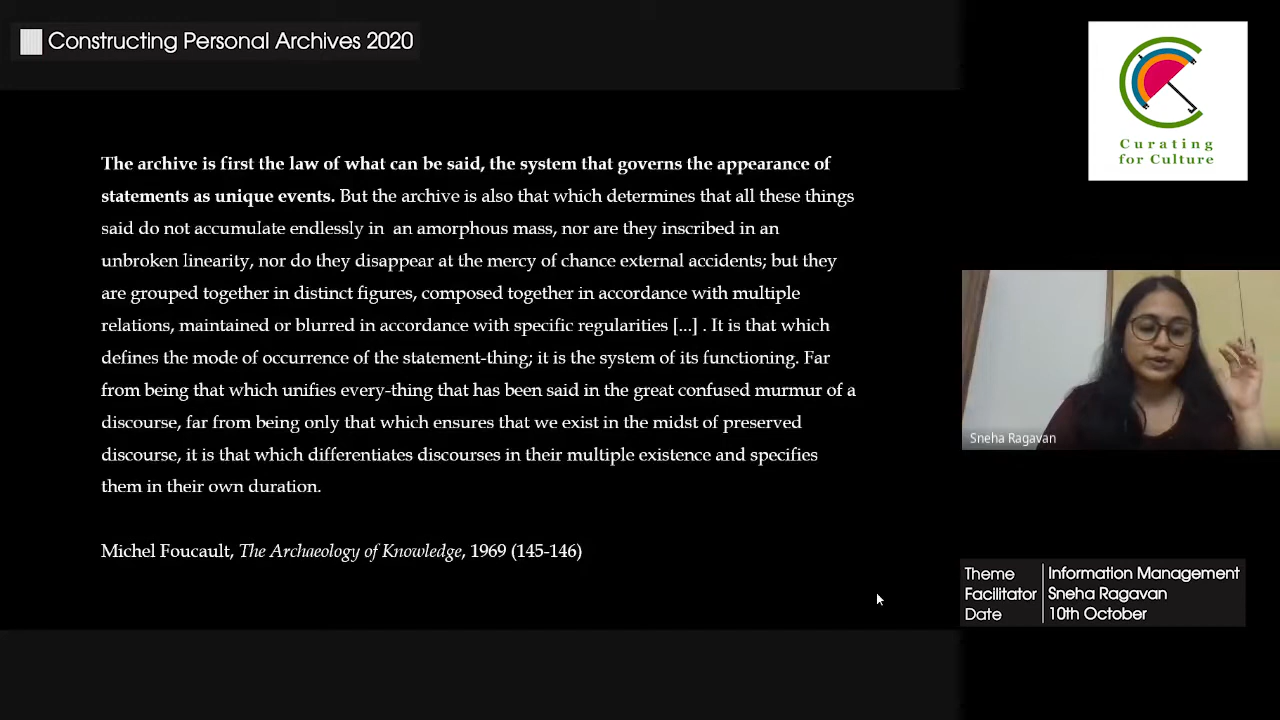 Constructing Personal Archives 2020
Curating
for Culture
The archive is first the law of what can be said, the system that governs the appearance of
statements as unique events. But the archive is also that which determines that all these things
said do not accumulate endlessly in an amorphous mass, nor are they inscribed in an
unbroken linearity, nor do they disappear at the mercy of chance external accidents; but they
are grouped together in distinct figures, composed together in accordance with multiple
relations, maintained or blurred in accordance with specific regularities [...] . It is that which
defines the mode of occurrence of the statement-thing; it is the system of its functioning. Far
from being that which unifies every-thing that has been said in the great confused murmur of a
discourse, far from being only that which ensures that we exist in the midst of preserved
discourse, it is that which differentiates discourses in their multiple existence and specifies
them in their own duration.
Michel Foucault, The Archaeology of Knowledge, 1969 (145-146)
Sneha Ragavan
Theme Information Management
Facilitator Sneha Ragavan
Date 10th October